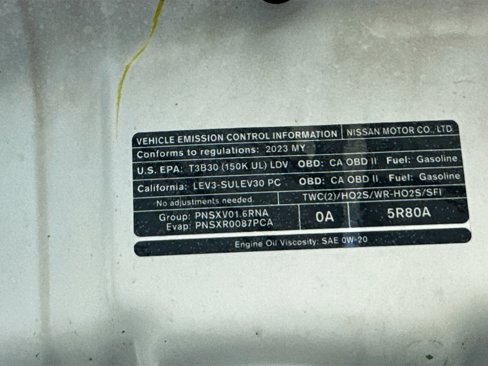 VEHICLE EMISSION CONTROL INFORMATION NISSAN MOTOR CO., LTD.
Conforms to regulations: 2023 MY
U.S. EPA: T3B30 (150K UL) LDV OBD: CA OBD II Fuel: Gasoline
California: LEV3-SULEV30 PC OBD: CA OBD II Fuel: Gasoline
No adjustments needed. TWC(2)/HO2S/WR-HO2S/SFI
Group: PNSXV01.6RNA 0A 5R80A
Evap: PNSXR0087PCA
Engine Oil Viscosity: SAE 0W-20